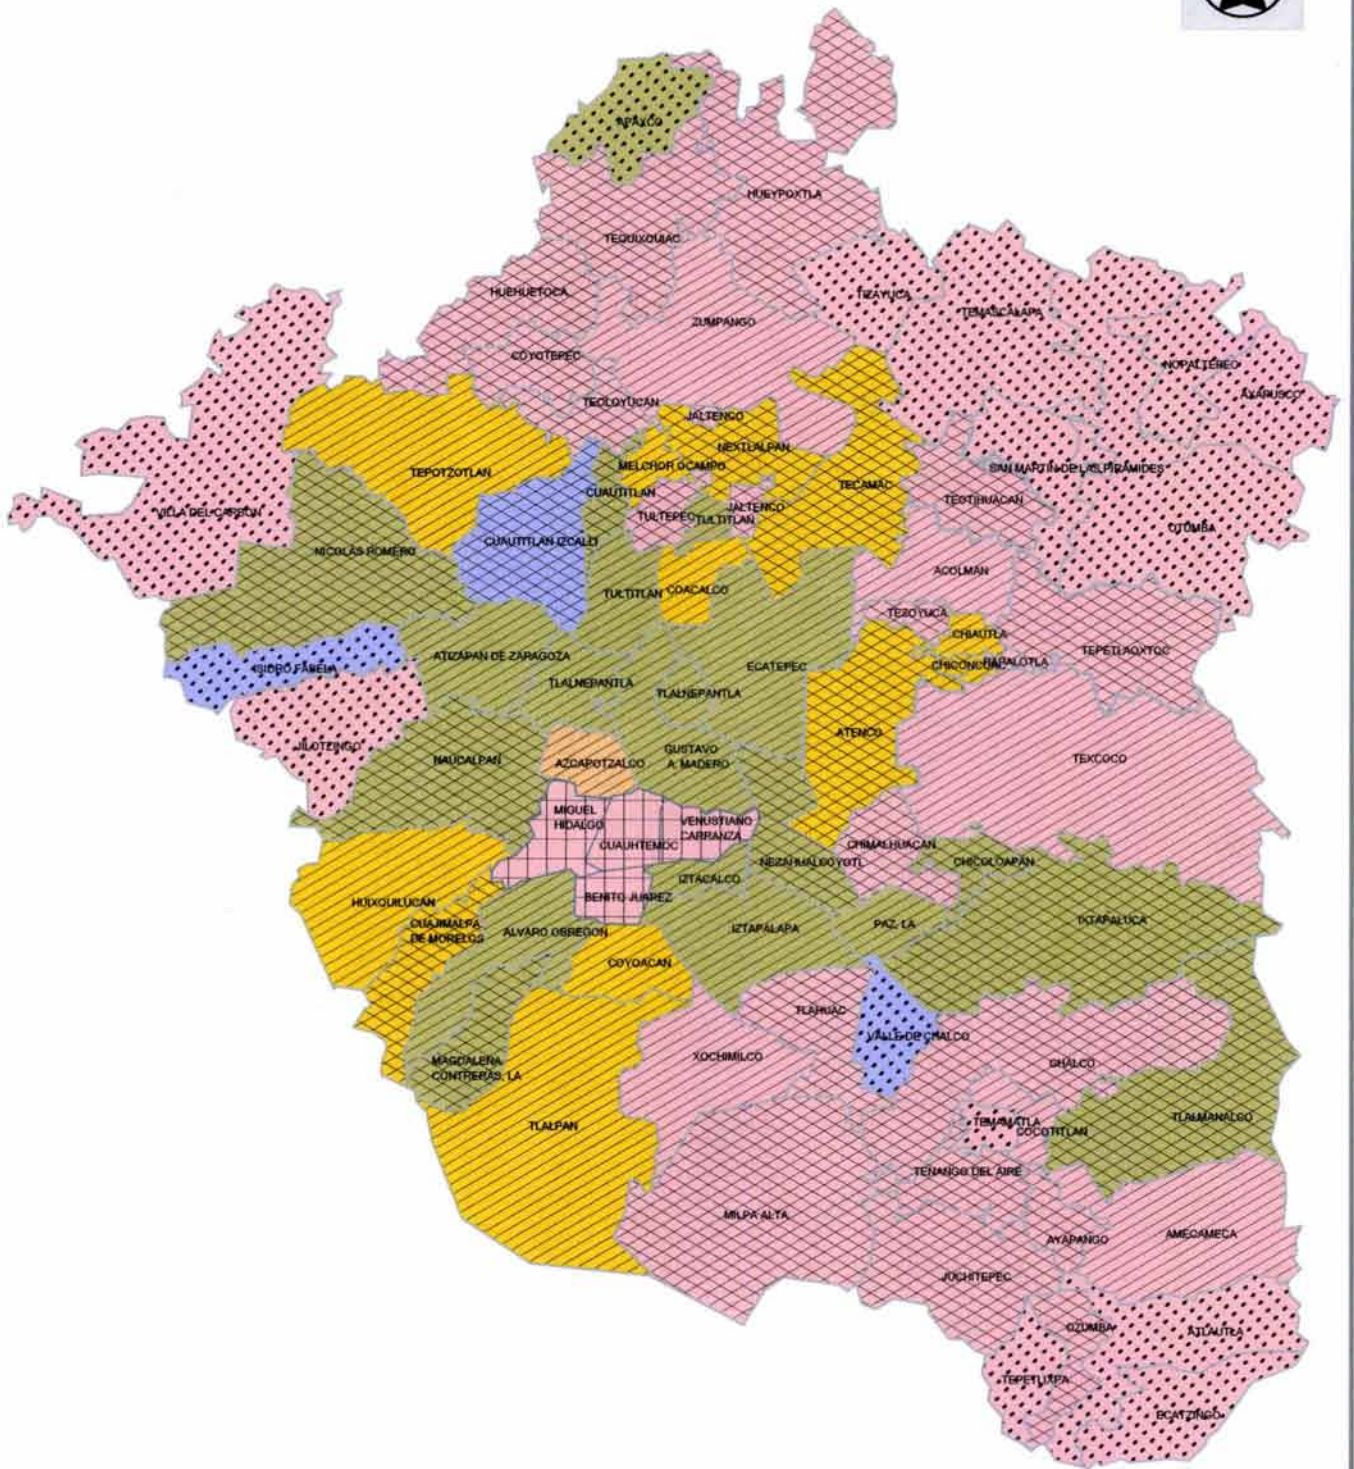 APAXCO
HUEYPOXTLA
TEQUIXQUIAC
HUEHUETOCA
TIZAYUCA
TEMASCALAPA
ZUMPANGO
COYOTEPEC
NOPALTEPEC
AXAPUSCO
TEOLOYUCAN
JALTENCO
NEXTLALPAN
TEPOTZOTLAN
MELCHOR OCAMPO
SAN MARTIN DE LAS PIRAMIDES
TECAMAC
CUAUTITLAN
TEOTIHUACAN
JALTENCO
VILLA DEL CARBON
TULTEPEC
TULTITLAN
OTUMBA
CUAUTITLAN IZCALLI
NICOLAS ROMERO
ACOLMAN
TULTITLAN
COACALCO
TEZOYUCA
CHIAUTLA
TEPETLAOXTOC
ATIZAPAN DE ZARAGOZA
CHICONCUAC
PAPALOTLA
ISIDRO FABELA
ECATEPEC
TLALNEPANTLA
TLALNEPANTLA
ATENCO
JILOTZINGO
GUSTAVO
A. MADERO
NAUCALPAN
AZCAPOTZALCO
TEXCOCO
MIGUEL
HIDALGO
VENUSTIANO
CARRANZA
CUAUHTEMOC
CHIMALHUACAN
NEZAHUALCOYOTL
CHICOLOAPAN
IZTACALCO
BENITO JUAREZ
HUIXQUILUCAN
CUAJIMALPA
DE MORELOS
ALVARO OBREGON
IZTAPALAPA
PAZ, LA
IXTAPALUCA
COYOACAN
TLAHUAC
VALLE DE CHALCO
XOCHIMILCO
CHALCO
MAGDALENA
CONTRERAS, LA
TLALPAN
TEMAMATLA
COCOTITLAN
TLALMANALCO
TENANGO DEL AIRE
MILPA ALTA
AYAPANGO
AMECAMECA
JUCHITEPEC
OZUMBA
ATLAUTLA
TEPETLIXPA
ECATZINGO